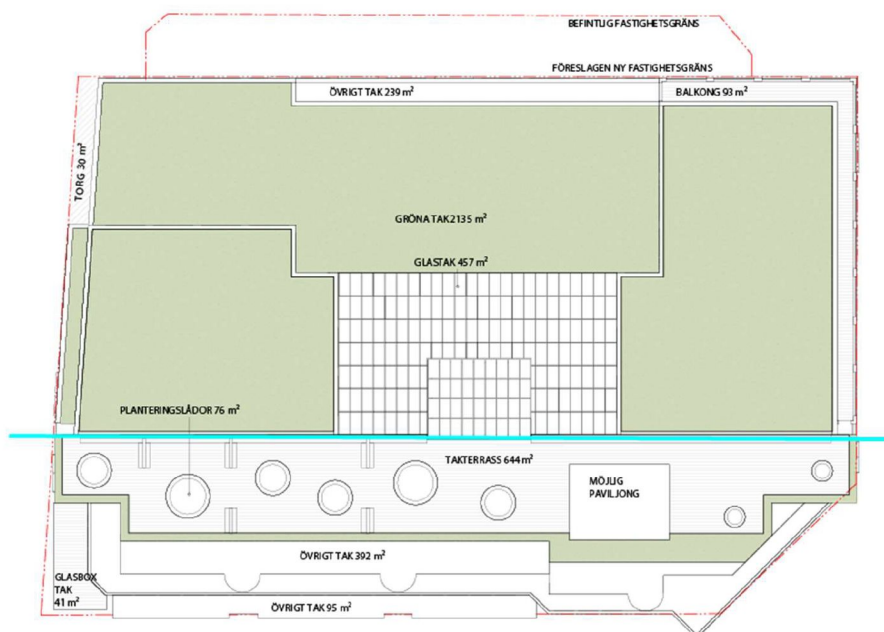 BEFINTLIG FASTIGHETSGRÄNS
FÖRESLAGEN NY FASTIGHETSGRÄNS
ÖVRIGT TAK 239 m²
BALKONG 93 m²
TORG 30 m²
GRÖNA TAK 2135 m²
GLASTAK 457 m²
PLANTERINGSLÅDOR 76 m²
TAKTERRASS 644 m²
MÖJLIG
PAVILJONG
ÖVRIGT TAK 392 m²
GLASBOX
TAK
41 m²
ÖVRIGT TAK 95 m²